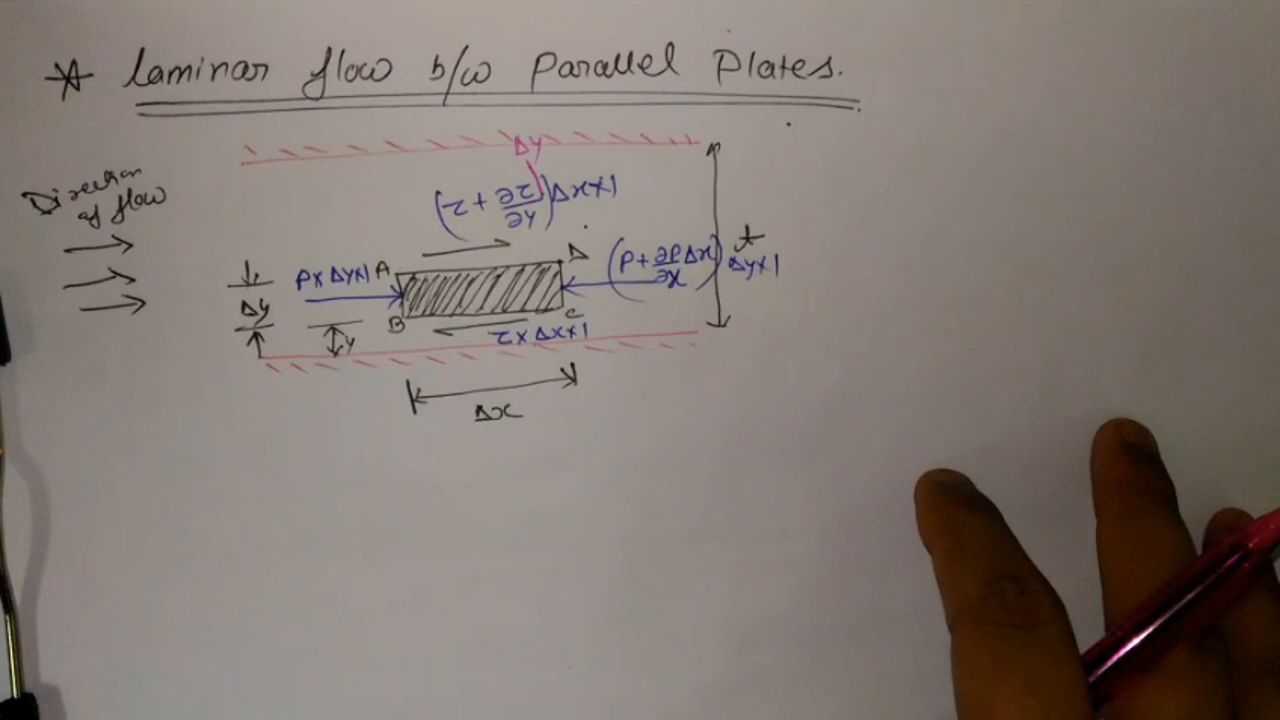 * Laminar flow b/w Parallel Plates.
Direction
of flow
Δy
(τ + ∂τ/∂y) Δx×1
P× Δy×1
A
D
(P + ∂P/∂x Δx)
Δy×1
t
Δy
B
C
y
τ× Δx×1
Δx